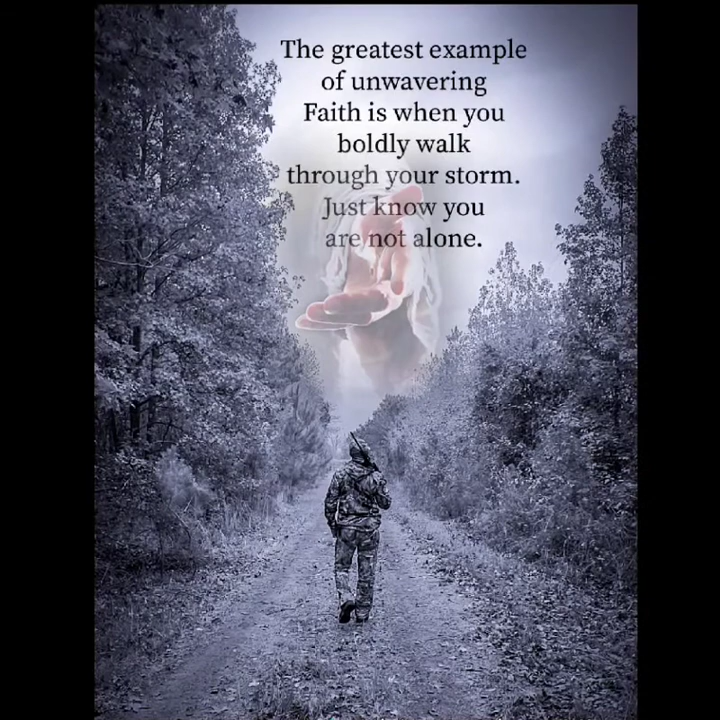 The greatest example
of unwavering
Faith is when you
boldly walk
through your storm.
Just know you
are not alone.